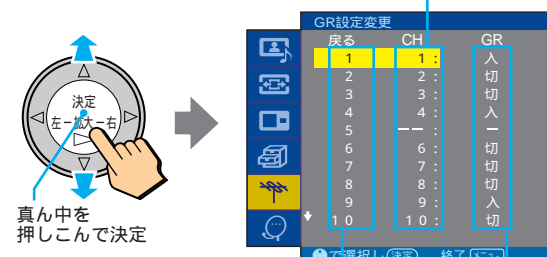 決定
左－拡大－右
真ん中を
押しこんで決定
GR設定変更
戻る CH GR
1 1: 入
2 2: 切
3 3: 切
4 4: 入
5 －－: －
6 6: 切
7 7: 切
8 8: 切
9 9: 入
10 10: 切
で選択し 決定 終了 メニュー